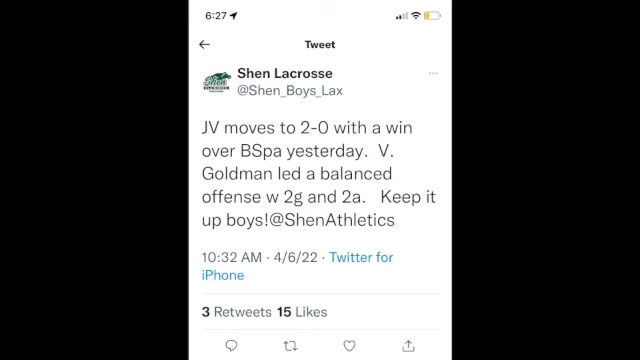 6:27
Tweet
Shen Lacrosse
@Shen_Boys_Lax
Shen
JV moves to 2-0 with a win
over BSpa yesterday.  V.
Goldman led a balanced
offense w 2g and 2a.   Keep it
up boys!@ShenAthletics
10:32 AM · 4/6/22 · Twitter for
iPhone
3 Retweets 15 Likes